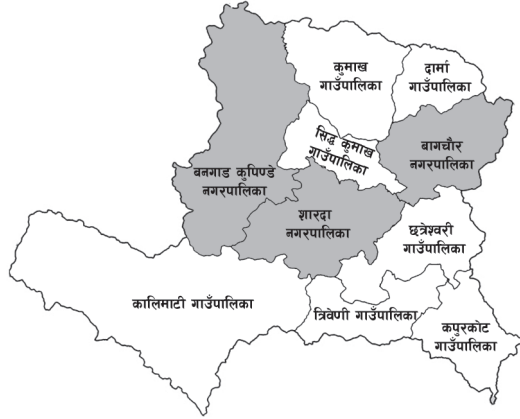 कुमाख
गाउँपालिका
दार्मा
गाउँपालिका
सिद्ध कुमाख
गाउँपालिका
बागचौर
नगरपालिका
बनगाड कुपिण्डे
नगरपालिका
शारदा
नगरपालिका
छत्रेश्वरी
गाउँपालिका
कालिमाटी गाउँपालिका
त्रिवेणी गाउँपालिका
कपुरकोट
गाउँपालिका